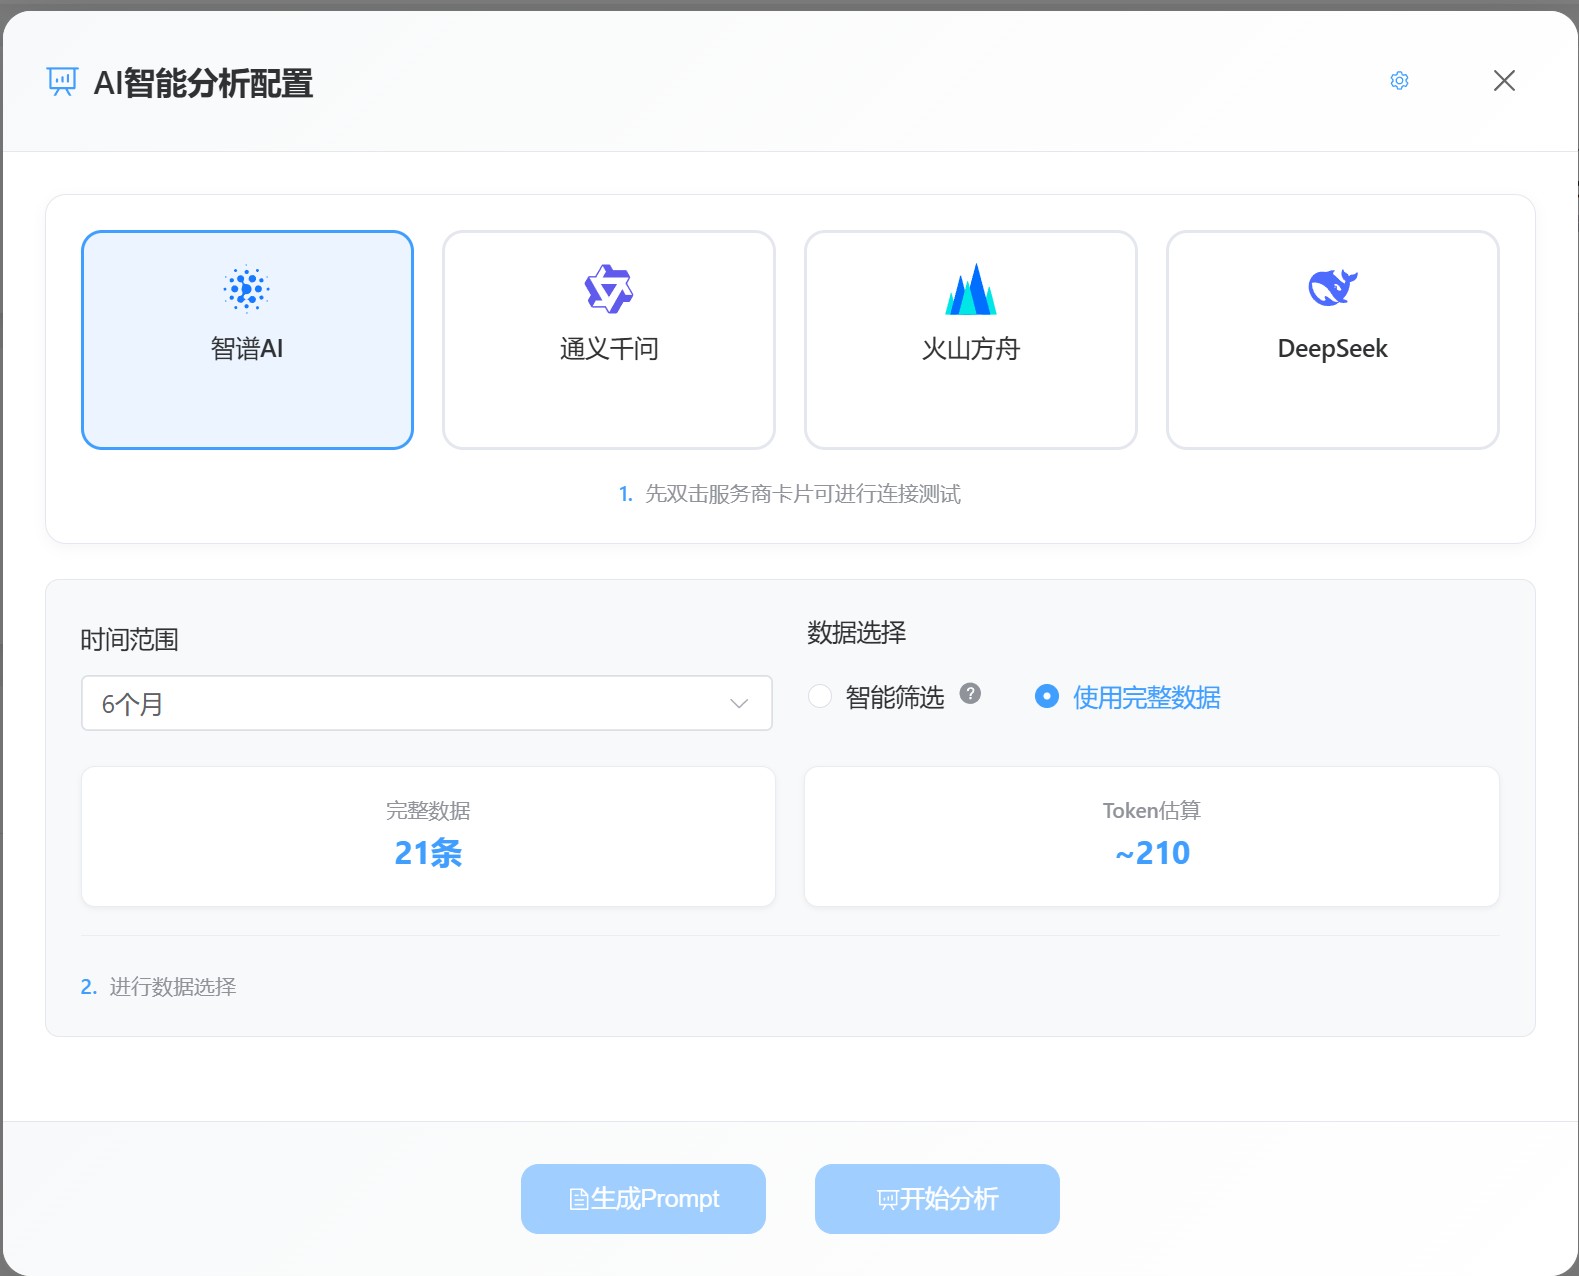 AI智能分析配置
智谱AI
通义千问
火山方舟
DeepSeek
1. 先双击服务商卡片可进行连接测试
时间范围
6个月
数据选择
智能筛选 ?
使用完整数据
完整数据
21条
Token估算
~210
2. 进行数据选择
生成Prompt
开始分析